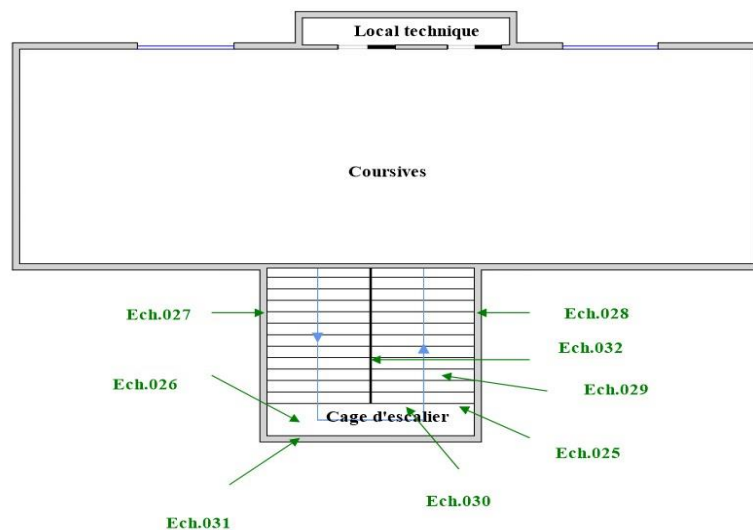 Local technique
Coursives
Ech.027
Ech.028
Ech.032
Ech.026
Ech.029
Cage d'escalier
Ech.025
Ech.030
Ech.031